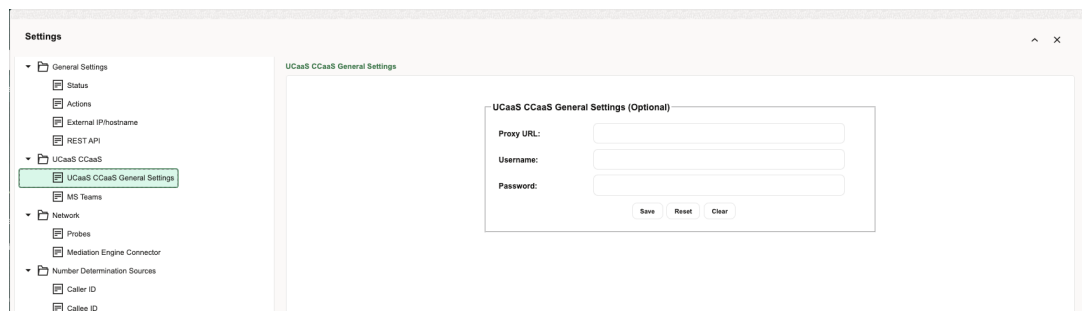 Settings
General Settings
Status
Actions
External IP/hostname
REST API
UCaaS CCaaS
UCaaS CCaaS General Settings
MS Teams
Network
Probes
Mediation Engine Connector
Number Determination Sources
Caller ID
Callee ID
UCaaS CCaaS General Settings
UCaaS CCaaS General Settings (Optional)
Proxy URL:
Username:
Password:
Save Reset Clear